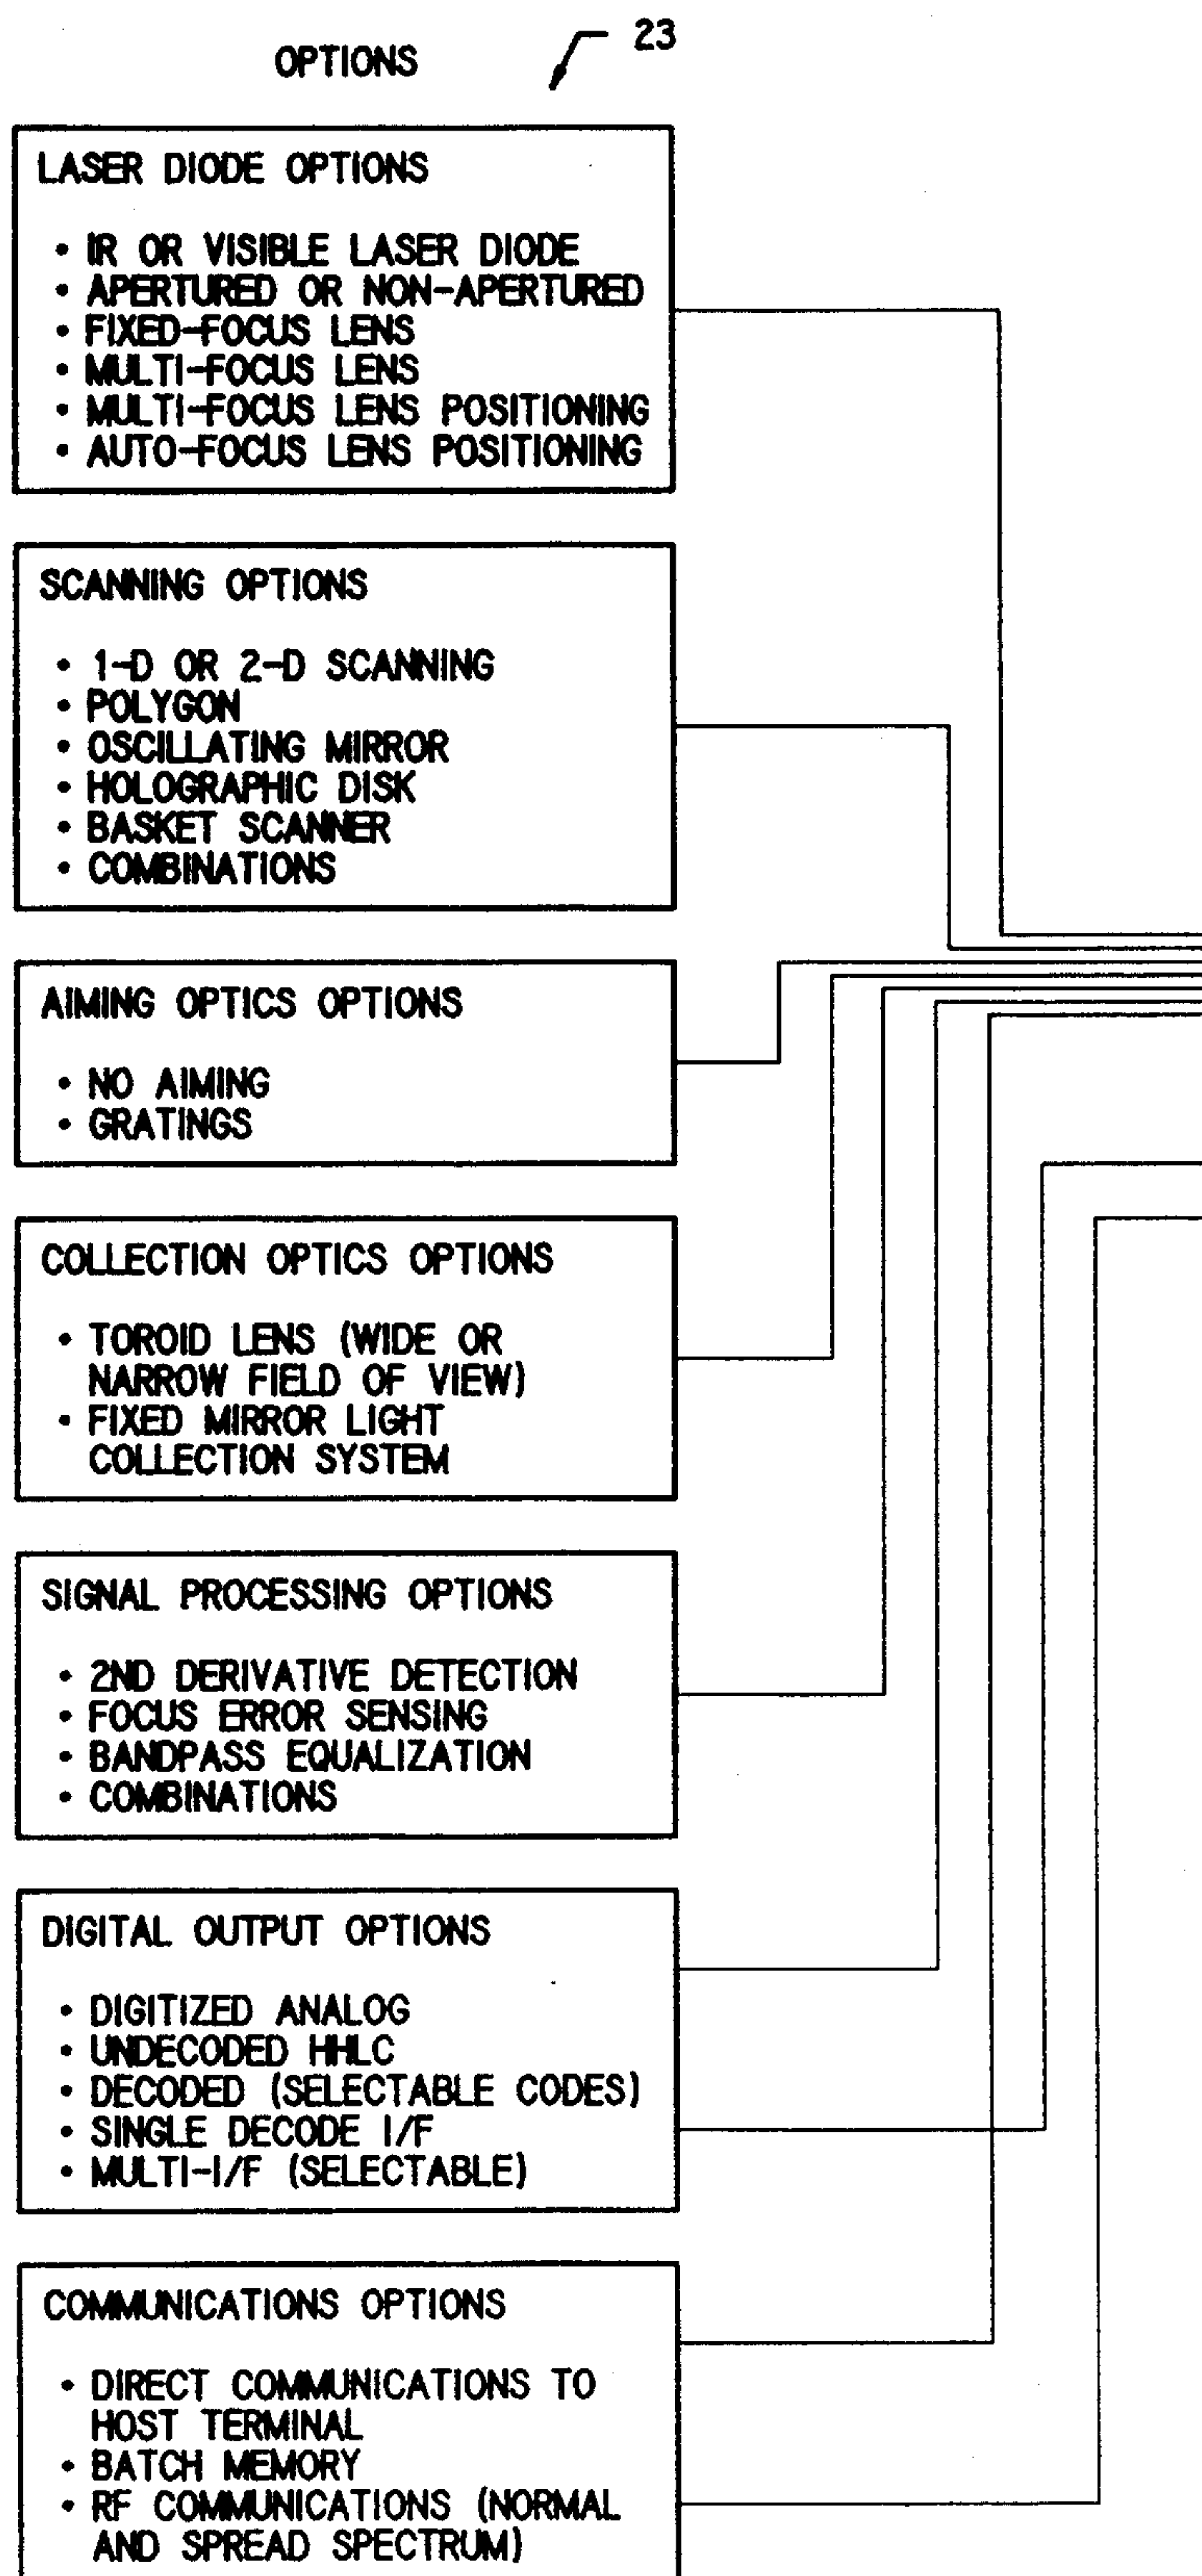 OPTIONS
23
LASER DIODE OPTIONS
• IR OR VISIBLE LASER DIODE
• APERTURED OR NON-APERTURED
• FIXED-FOCUS LENS
• MULTI-FOCUS LENS
• MULTI-FOCUS LENS POSITIONING
• AUTO-FOCUS LENS POSITIONING
SCANNING OPTIONS
• 1-D OR 2-D SCANNING
• POLYGON
• OSCILLATING MIRROR
• HOLOGRAPHIC DISK
• BASKET SCANNER
• COMBINATIONS
AIMING OPTICS OPTIONS
• NO AIMING
• GRATINGS
COLLECTION OPTICS OPTIONS
• TOROID LENS (WIDE OR
NARROW FIELD OF VIEW)
• FIXED MIRROR LIGHT
COLLECTION SYSTEM
SIGNAL PROCESSING OPTIONS
• 2ND DERIVATIVE DETECTION
• FOCUS ERROR SENSING
• BANDPASS EQUALIZATION
• COMBINATIONS
DIGITAL OUTPUT OPTIONS
• DIGITIZED ANALOG
• UNDECODED HHLC
• DECODED (SELECTABLE CODES)
• SINGLE DECODE I/F
• MULTI-I/F (SELECTABLE)
COMMUNICATIONS OPTIONS
• DIRECT COMMUNICATIONS TO
HOST TERMINAL
• BATCH MEMORY
• RF COMMUNICATIONS (NORMAL
AND SPREAD SPECTRUM)